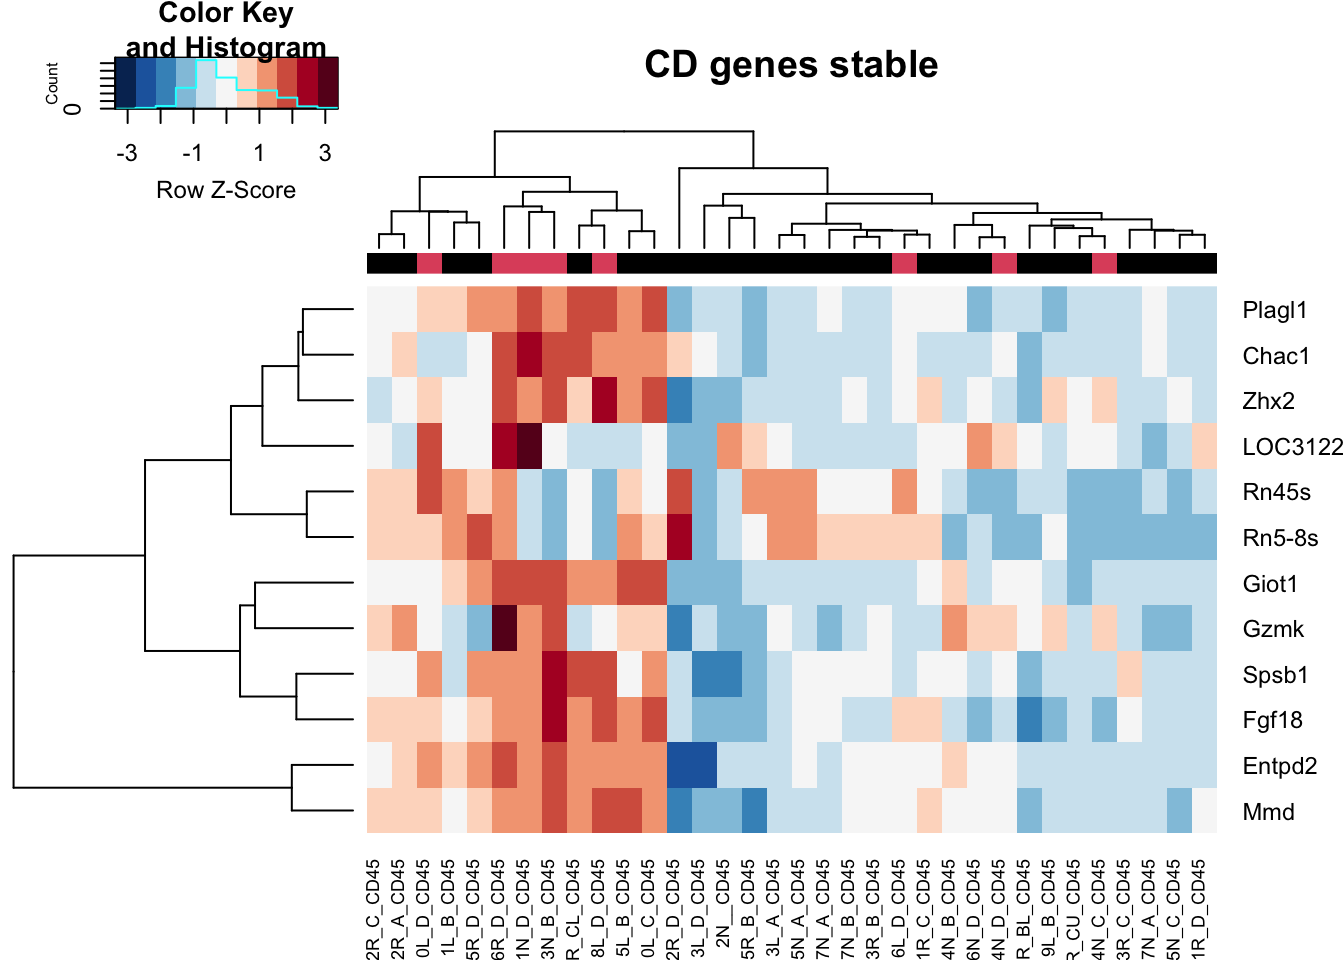 Color Key
and Histogram
Count
0
-3 -1 1 3
Row Z-Score
CD genes stable
Plagl1
Chac1
Zhx2
LOC3122
Rn45s
Rn5-8s
Giot1
Gzmk
Spsb1
Fgf18
Entpd2
Mmd
2R_C_CD45
2R_A_CD45
0L_D_CD45
1L_B_CD45
5R_D_CD45
6R_D_CD45
1N_D_CD45
3N_B_CD45
R_CL_CD45
8L_D_CD45
5L_B_CD45
0L_C_CD45
2R_D_CD45
3L_D_CD45
2N__CD45
5R_B_CD45
3L_A_CD45
5N_A_CD45
7N_A_CD45
7N_B_CD45
3R_B_CD45
6L_D_CD45
1R_C_CD45
4N_B_CD45
6N_D_CD45
4N_D_CD45
R_BL_CD45
9L_B_CD45
R_CU_CD45
4N_C_CD45
3R_C_CD45
7N_A_CD45
5N_C_CD45
1R_D_CD45